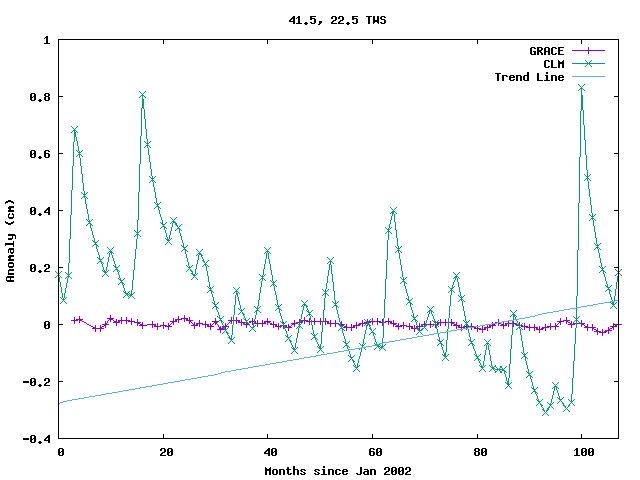 41.5, 22.5 TWS
GRACE
CLM
Trend Line
Anomaly (cm)
1
0.8
0.6
0.4
0.2
0
-0.2
-0.4
0 20 40 60 80 100
Months since Jan 2002